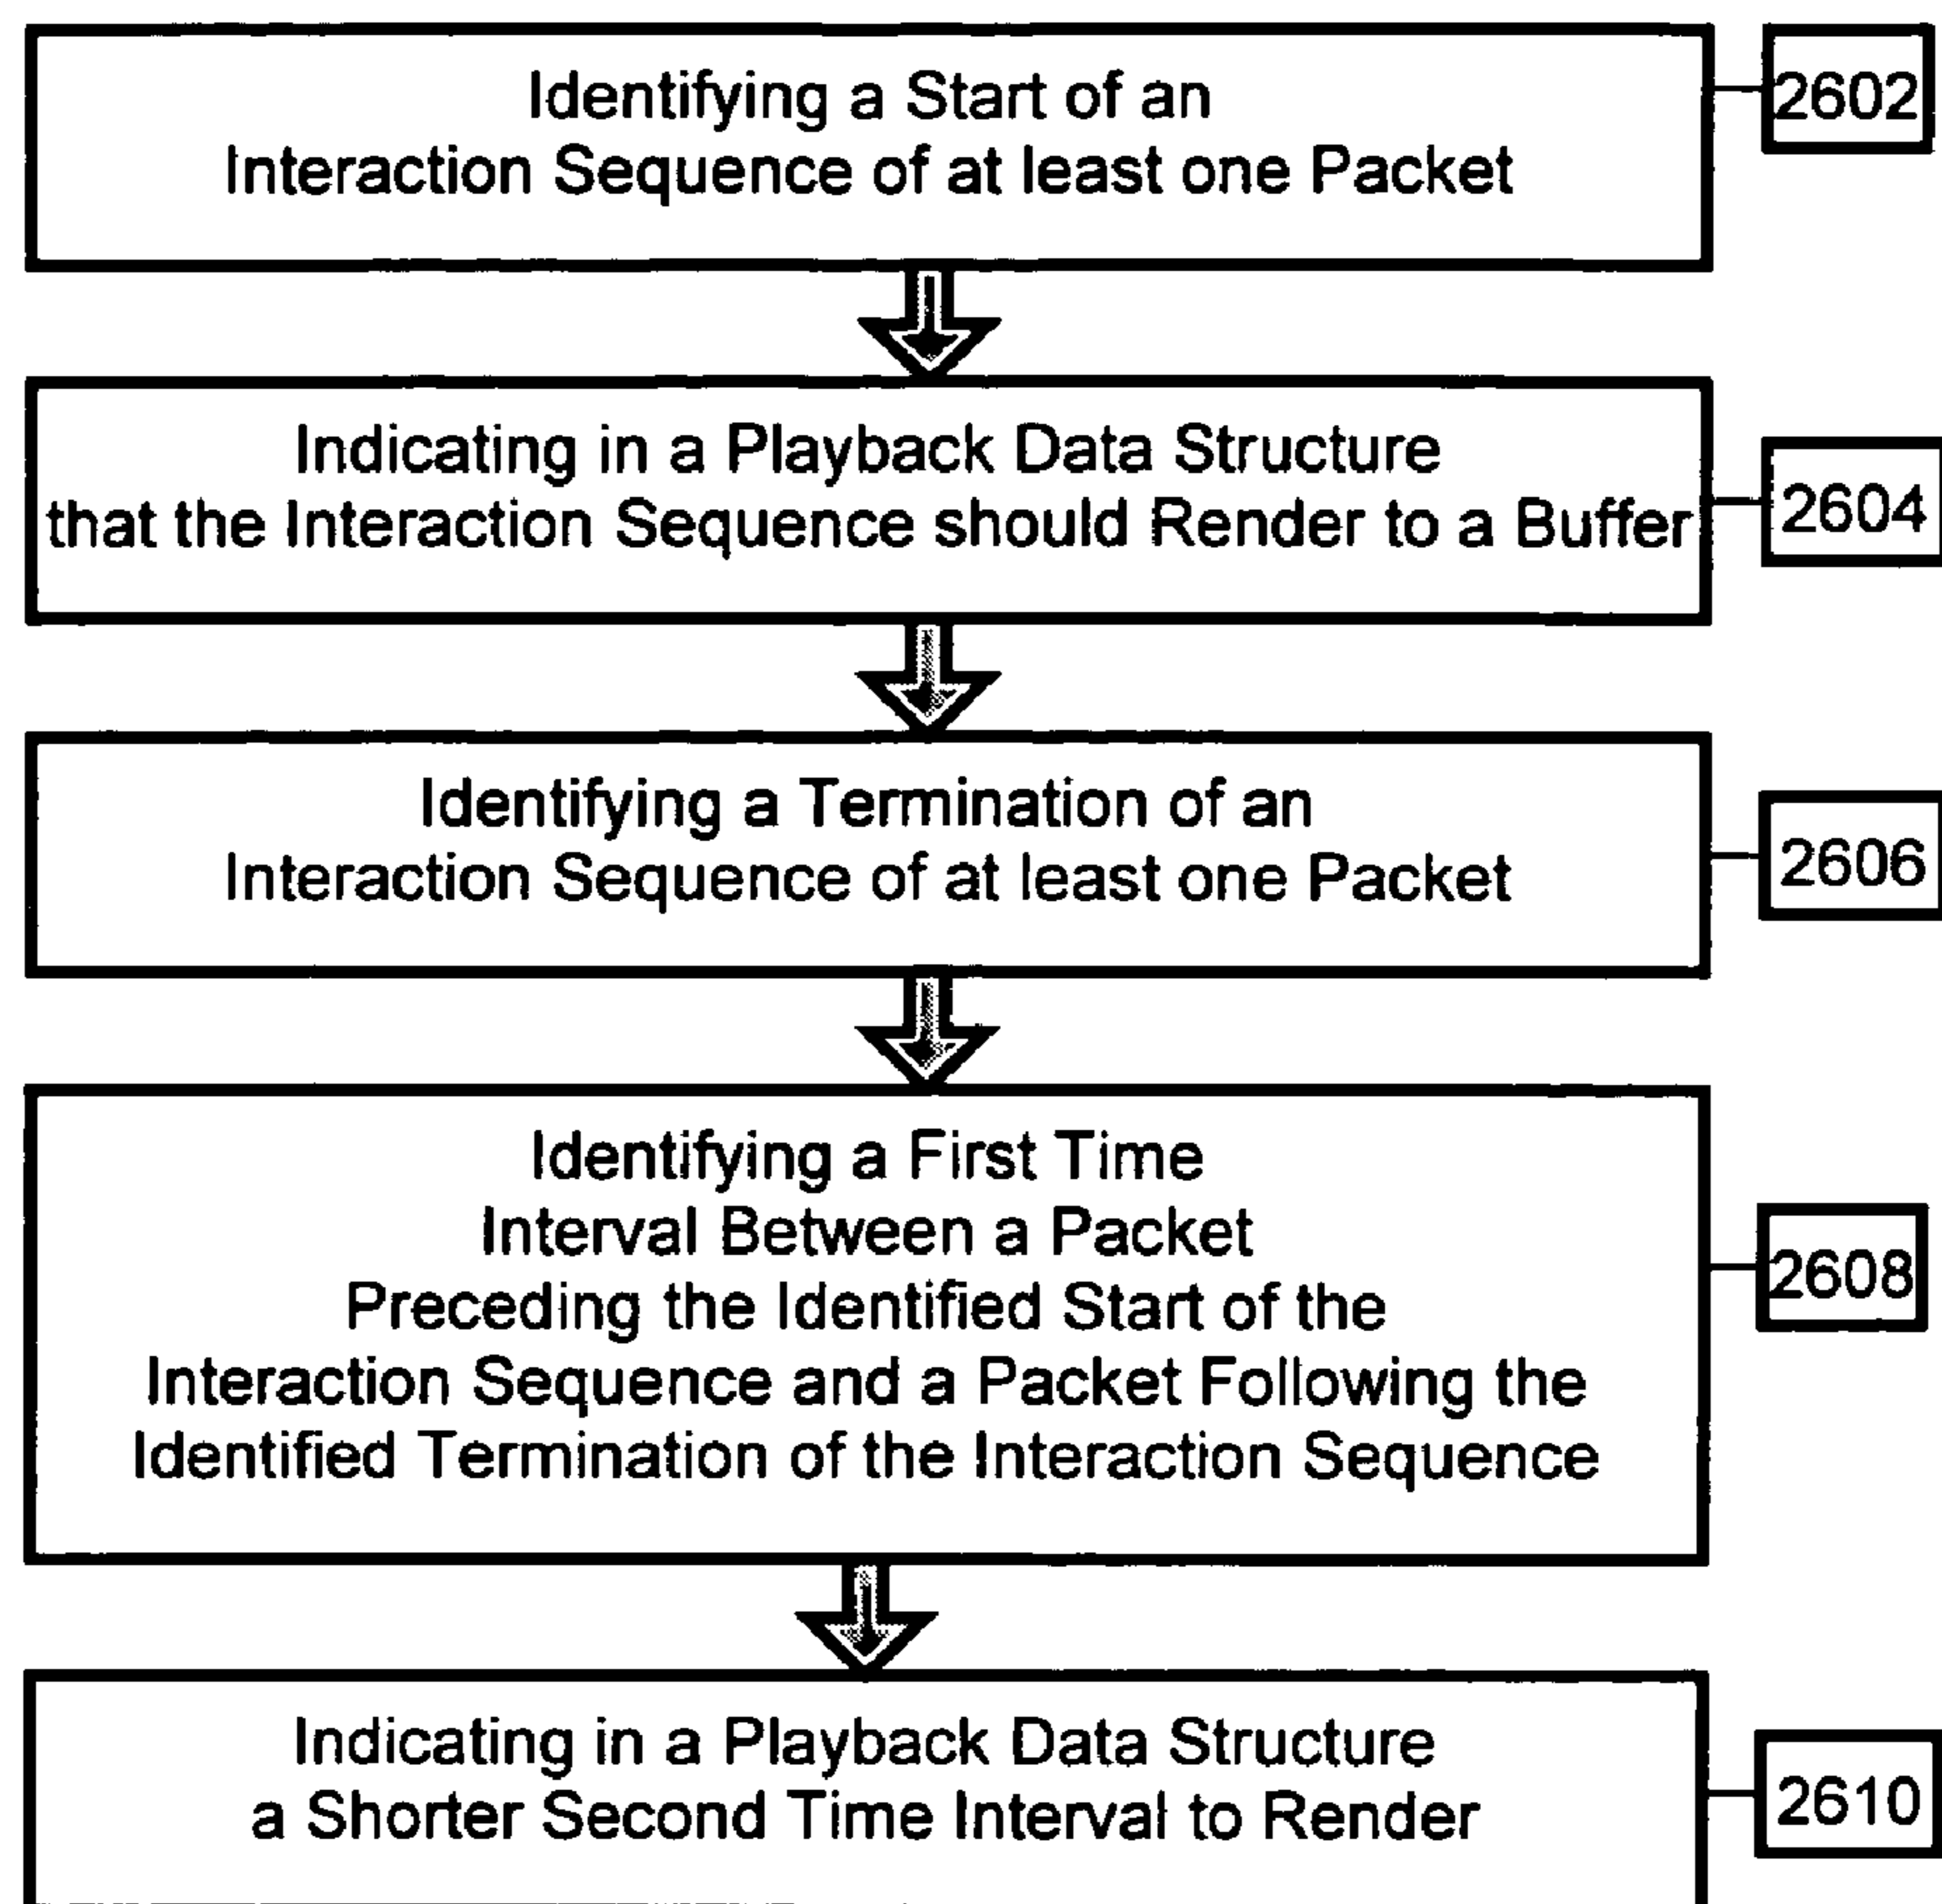 Identifying a Start of an
Interaction Sequence of at least one Packet
2602
Indicating in a Playback Data Structure
that the Interaction Sequence should Render to a Buffer
2604
Identifying a Termination of an
Interaction Sequence of at least one Packet
2606
Identifying a First Time
Interval Between a Packet
Preceding the Identified Start of the
Interaction Sequence and a Packet Following the
Identified Termination of the Interaction Sequence
2608
Indicating in a Playback Data Structure
a Shorter Second Time Interval to Render
2610